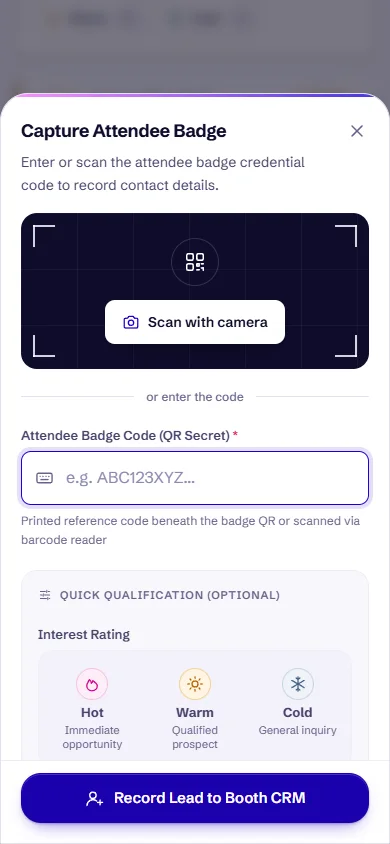 Capture Attendee Badge
Enter or scan the attendee badge credential
code to record contact details.
Scan with camera
or enter the code
Attendee Badge Code (QR Secret) *
e.g. ABC123XYZ...
Printed reference code beneath the badge QR or scanned via
barcode reader
QUICK QUALIFICATION (OPTIONAL)
Interest Rating
Hot
Immediate
opportunity
Warm
Qualified
prospect
Cold
General inquiry
Record Lead to Booth CRM